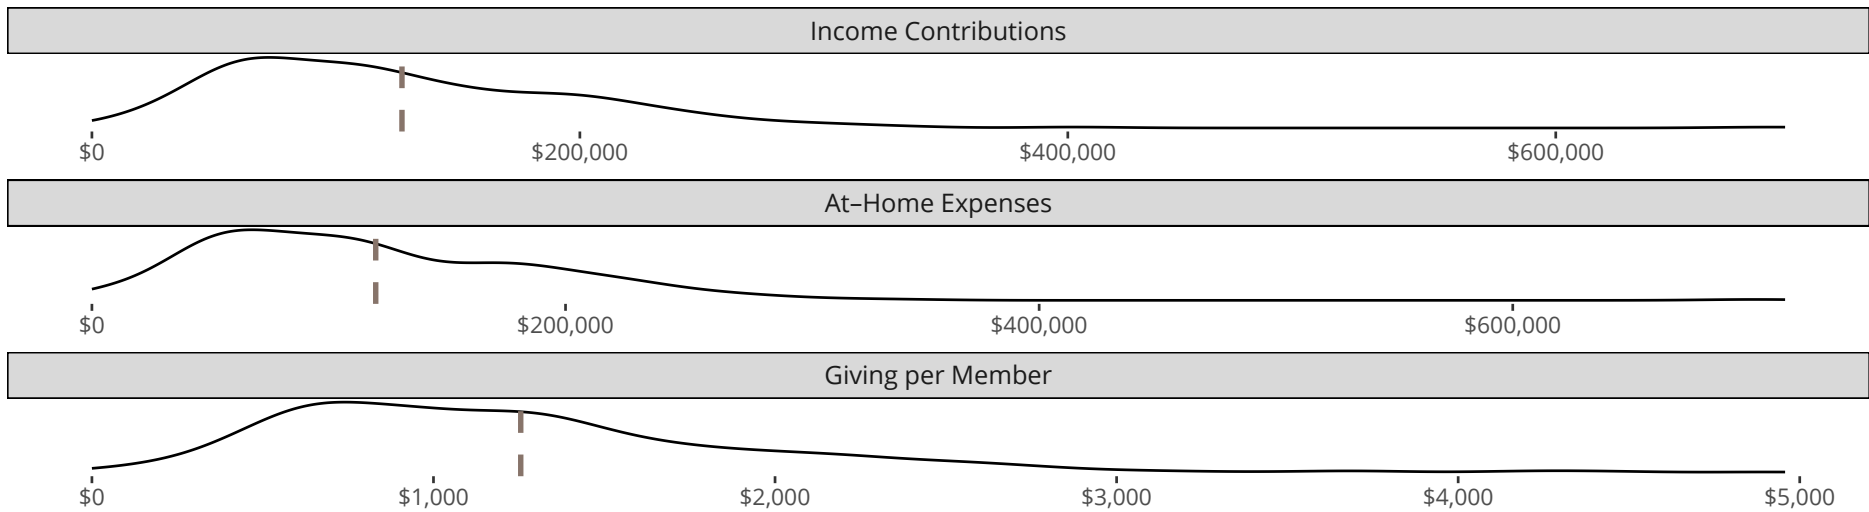 Income Contributions
$0 $200,000 $400,000 $600,000
At–Home Expenses
$0 $200,000 $400,000 $600,000
Giving per Member
$0 $1,000 $2,000 $3,000 $4,000 $5,000